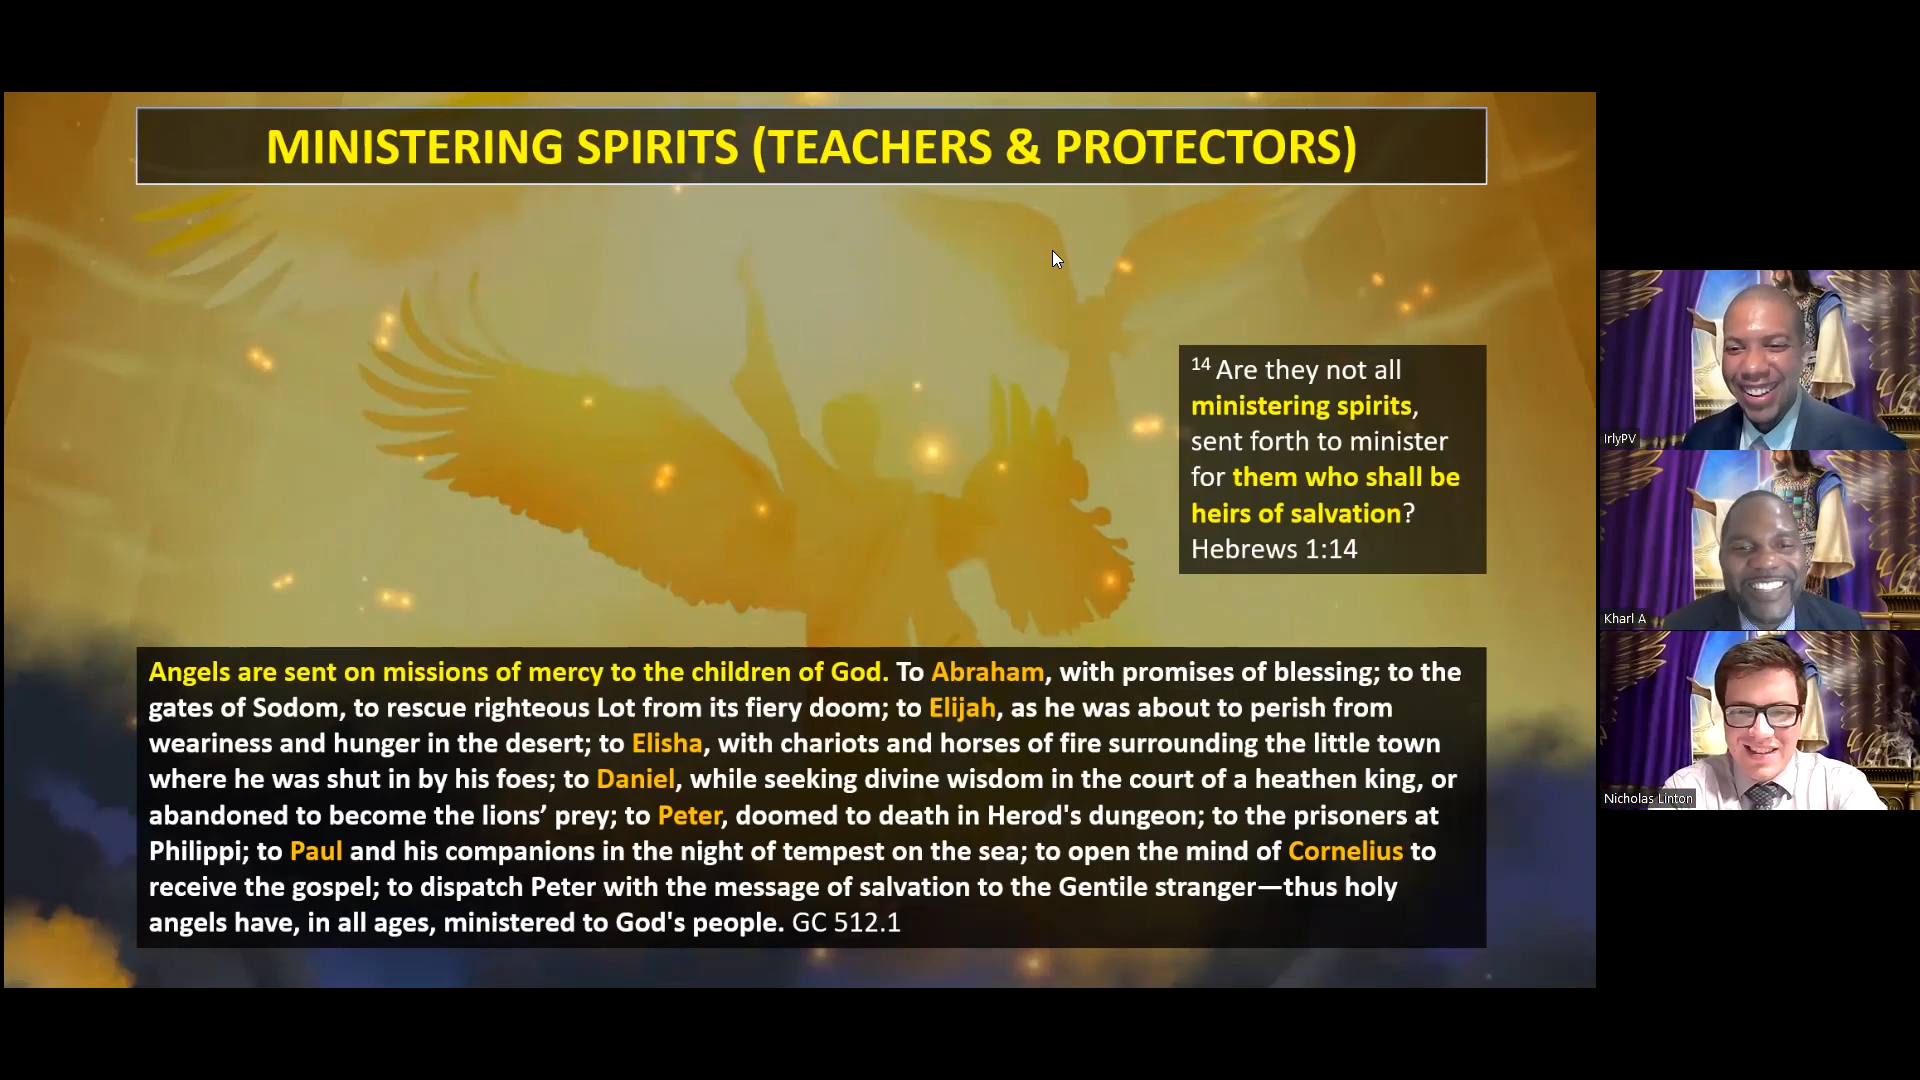 MINISTERING SPIRITS (TEACHERS & PROTECTORS)
14 Are they not all
ministering spirits,
sent forth to minister
for them who shall be
heirs of salvation?
Hebrews 1:14
Angels are sent on missions of mercy to the children of God. To Abraham, with promises of blessing; to the
gates of Sodom, to rescue righteous Lot from its fiery doom; to Elijah, as he was about to perish from
weariness and hunger in the desert; to Elisha, with chariots and horses of fire surrounding the little town
where he was shut in by his foes; to Daniel, while seeking divine wisdom in the court of a heathen king, or
abandoned to become the lions’ prey; to Peter, doomed to death in Herod's dungeon; to the prisoners at
Philippi; to Paul and his companions in the night of tempest on the sea; to open the mind of Cornelius to
receive the gospel; to dispatch Peter with the message of salvation to the Gentile stranger—thus holy
angels have, in all ages, ministered to God's people. GC 512.1
IrlyPV
Kharl A
Nicholas Linton